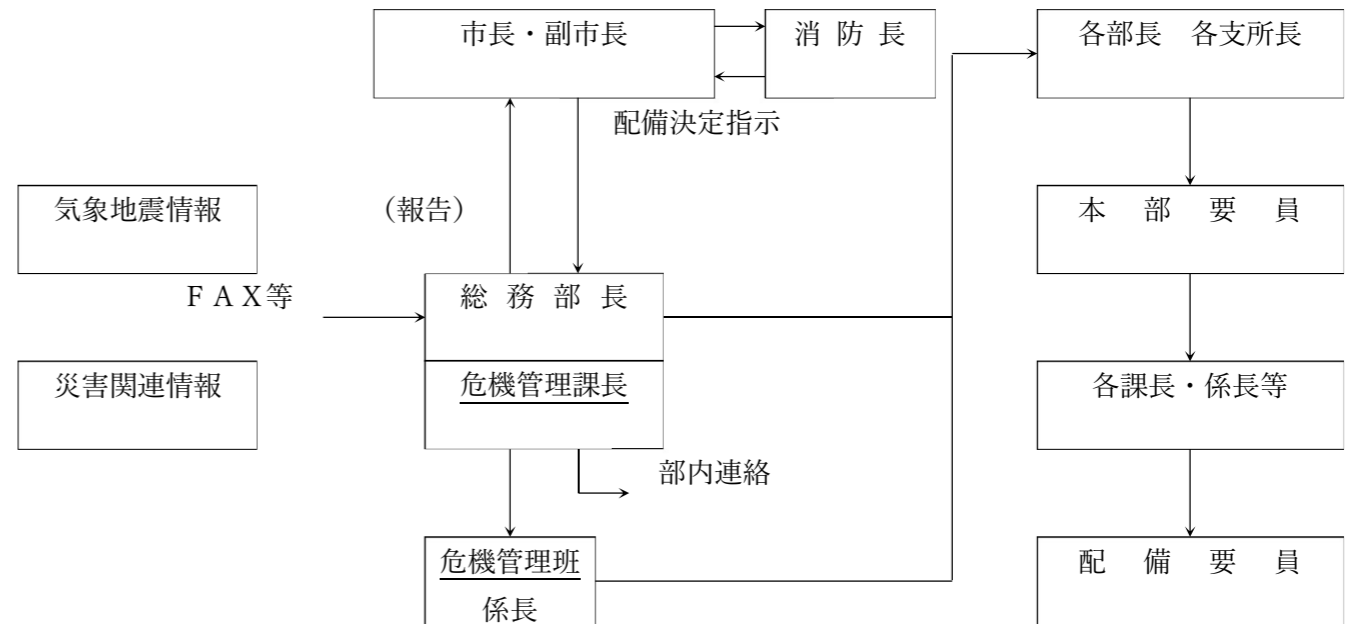 市長・副市長
消 防 長
各部長　各支所長
配備決定指示
気象地震情報
（報告）
本　部　要　員
ＦＡＸ等
総 務 部 長
災害関連情報
危機管理課長
各課長・係長等
部内連絡
危機管理班
係長
配　備　要　員